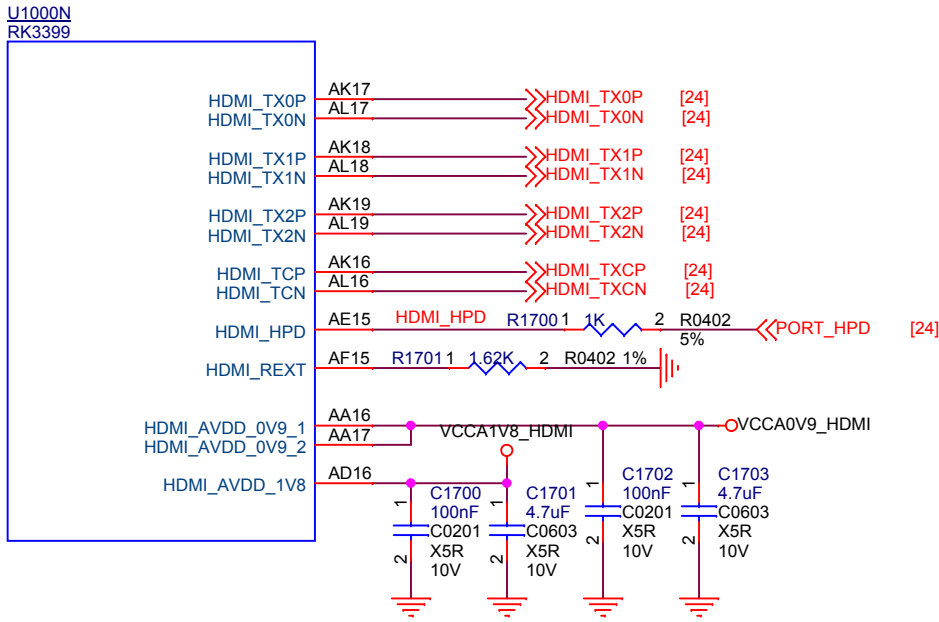 U1000N
RK3399
HDMI_TX0P AK17 HDMI_TX0P [24]
HDMI_TX0N AL17 HDMI_TX0N [24]
HDMI_TX1P AK18 HDMI_TX1P [24]
HDMI_TX1N AL18 HDMI_TX1N [24]
HDMI_TX2P AK19 HDMI_TX2P [24]
HDMI_TX2N AL19 HDMI_TX2N [24]
HDMI_TCP AK16 HDMI_TXCP [24]
HDMI_TCN AL16 HDMI_TXCN [24]
HDMI_HPD AE15 HDMI_HPD R1700 1 1K 2 R0402 PORT_HPD [24]
5%
HDMI_REXT AF15 R1701 1 1.62K 2 R0402 1%
HDMI_AVDD_0V9_1 AA16 VCCA0V9_HDMI
HDMI_AVDD_0V9_2 AA17 VCCA1V8_HDMI
HDMI_AVDD_1V8 AD16
1
C1700
100nF
C0201
X5R
10V
2
1
C1701
4.7uF
C0603
X5R
10V
2
1
C1702
100nF
C0201
X5R
10V
2
1
C1703
4.7uF
C0603
X5R
10V
2